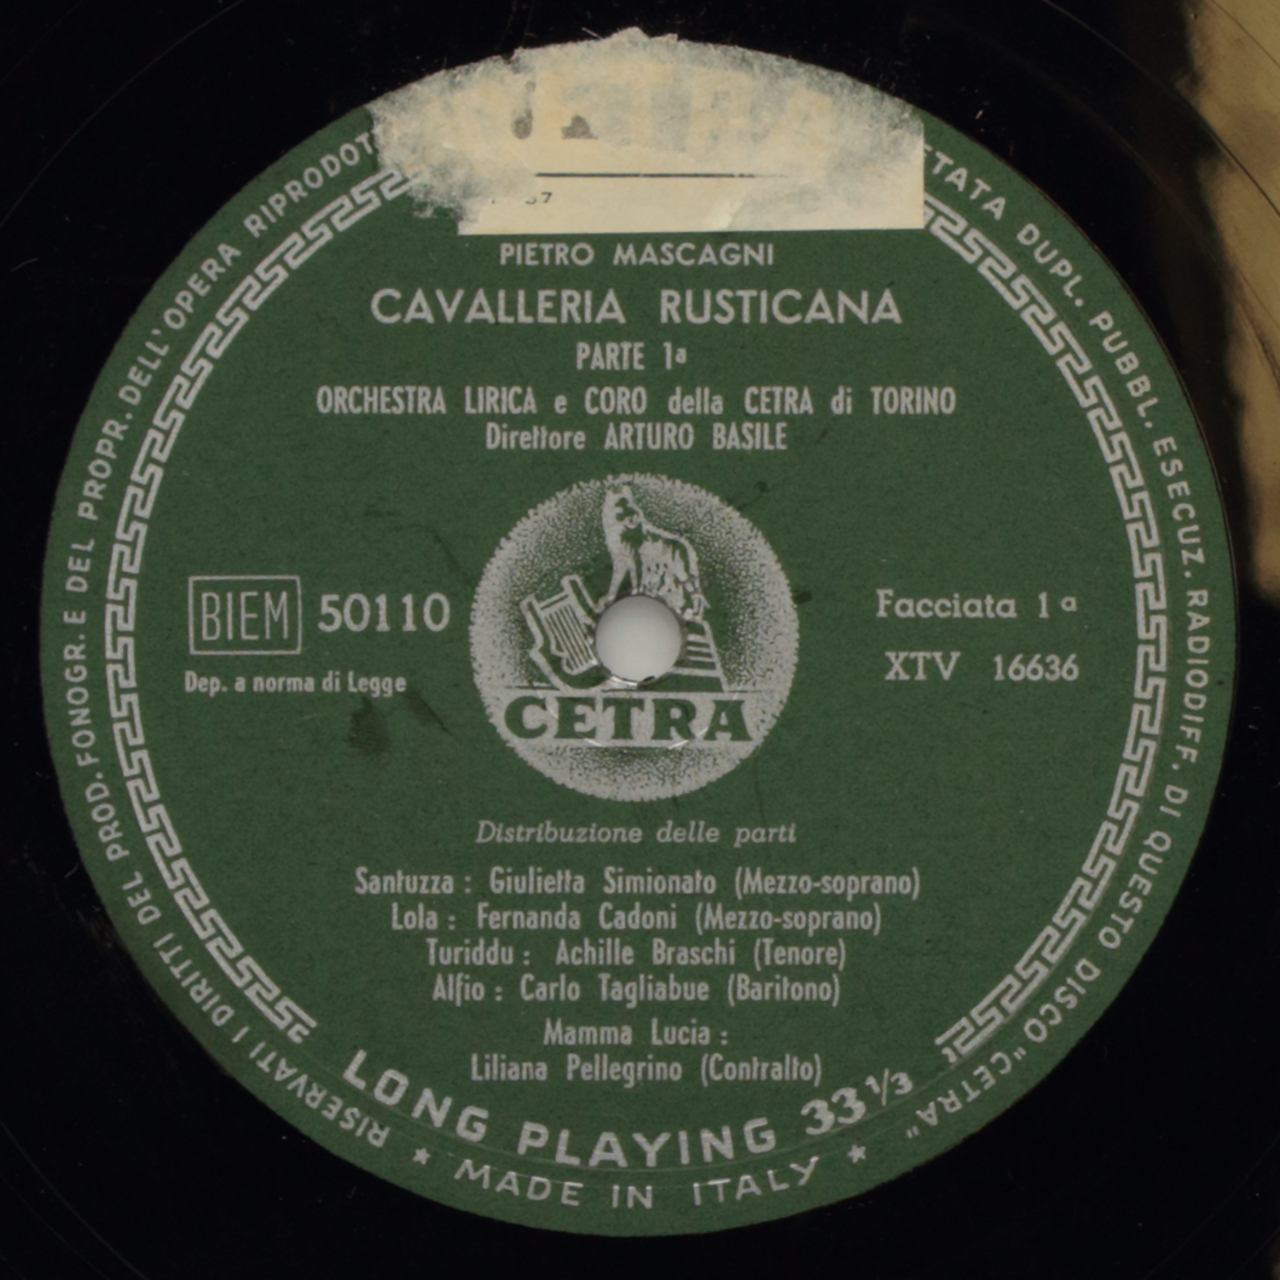 37
PIETRO MASCAGNI
CAVALLERIA RUSTICANA
PARTE 1ª
ORCHESTRA LIRICA e CORO della CETRA di TORINO
Direttore ARTURO BASILE
BIEM 50110
Dep. a norma di Legge
Facciata 1ª
XTV 16636
CETRA
Distribuzione delle parti
Santuzza : Giulietta Simionato (Mezzo-soprano)
Lola : Fernanda Cadoni (Mezzo-soprano)
Turiddu : Achille Braschi (Tenore)
Alfio : Carlo Tagliabue (Baritono)
Mamma Lucia :
Liliana Pellegrino (Contralto)
LONG PLAYING 33 1/3
RISERVATI I DIRITTI DEL PROD. FONOGR. E DEL PROPR. DELL'OPERA
DUPL. PUBBL. ESECUZ. RADIODIFF. DI QUESTO DISCO "CETRA"
★ MADE IN ITALY ★